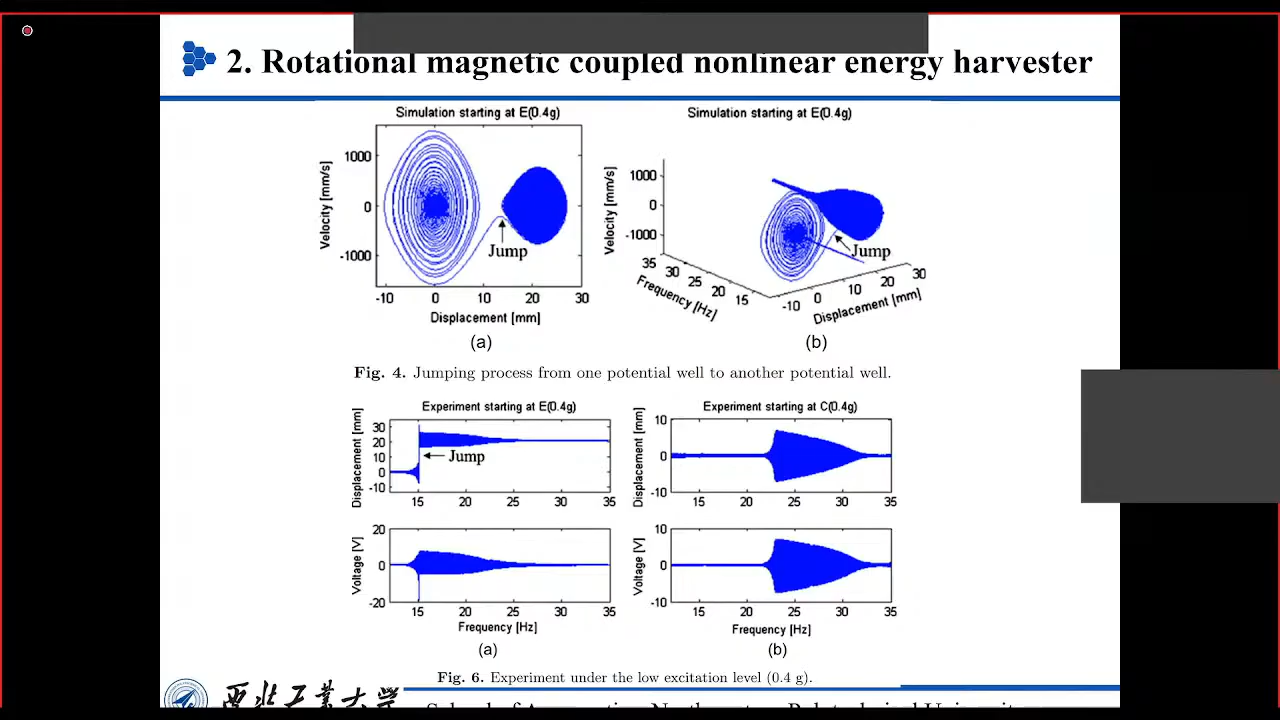 2. Rotational magnetic coupled nonlinear energy harvester
Simulation starting at E(0.4g)
Velocity [mm/s]
1000
0
-1000
Jump
-10 0 10 20 30
Displacement [mm]
(a)
Simulation starting at E(0.4g)
Velocity [mm/s]
1000
0
-1000
Jump
35 30 25 20 15
Frequency [Hz]
-10 0 10 20 30
Displacement [mm]
(b)
Fig. 4. Jumping process from one potential well to another potential well.
Experiment starting at E(0.4g)
Displacement [mm]
30
20
10
0
-10
Jump
15 20 25 30 35
Voltage [V]
20
0
-20
15 20 25 30 35
Frequency [Hz]
(a)
Experiment starting at C(0.4g)
Displacement [mm]
10
0
-10
15 20 25 30 35
Voltage [V]
10
0
-10
15 20 25 30 35
Frequency [Hz]
(b)
Fig. 6. Experiment under the low excitation level (0.4 g).
西北工业大学